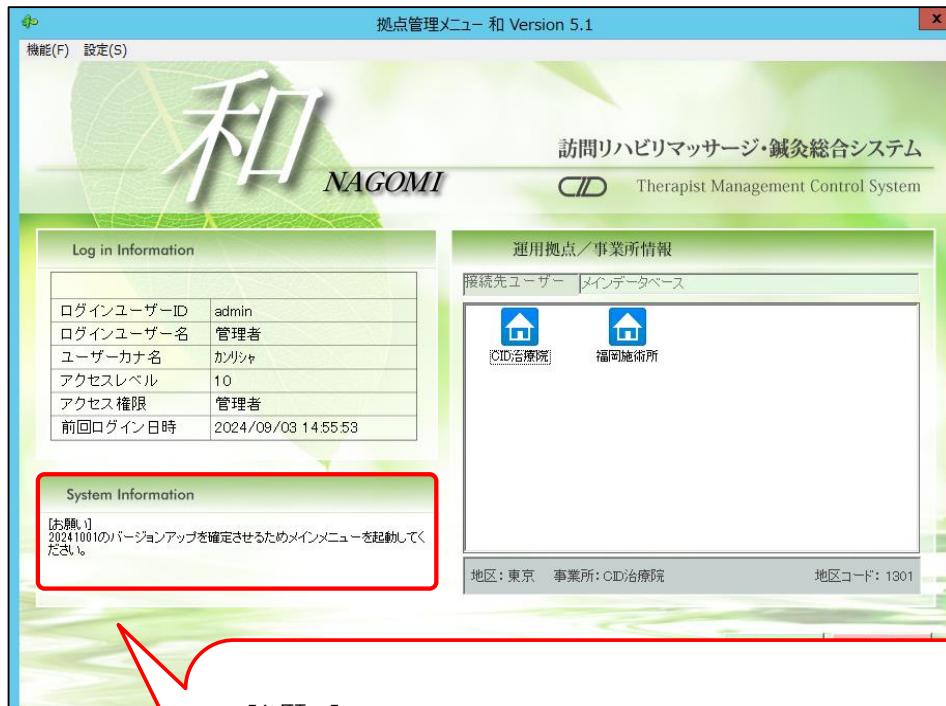 拠点管理メニュー 和 Version 5.1
x
機能(F) 設定(S)
和
NAGOMI
訪問リハビリマッサージ・鍼灸総合システム
CID Therapist Management Control System
Log in Information
ログインユーザーID admin
ログインユーザー名 管理者
ユーザーカナ名 カンリシャ
アクセスレベル 10
アクセス権限 管理者
前回ログイン日時 2024/09/03 14:55:53
運用拠点／事業所情報
接続先ユーザー メインデータベース
CID治療院 福岡施術所
System Information
[お願い]
20241001のバージョンアップを確定させるためメインメニューを起動してく
ださい。
地区：東京 事業所：CID治療院 地区コード： 1301